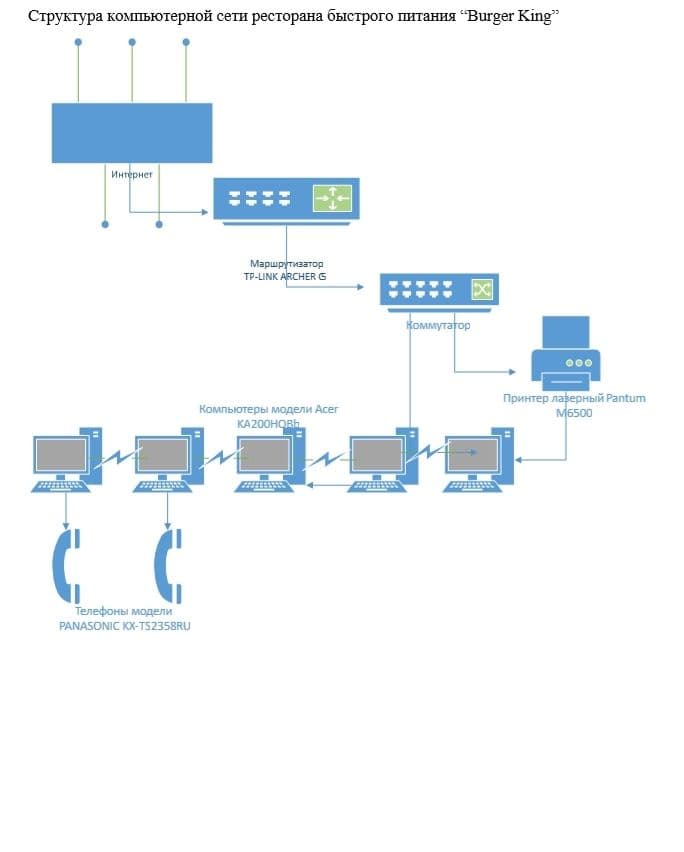 Структура компьютерной сети ресторана быстрого питания “Burger King”
Интернет
Маршрутизатор
TP-LINK ARCHER G
Коммутатор
Принтер лазерный Pantum
M6500
Компьютеры модели Acer
KA200HQBb
Телефоны модели
PANASONIC KX-TS2358RU